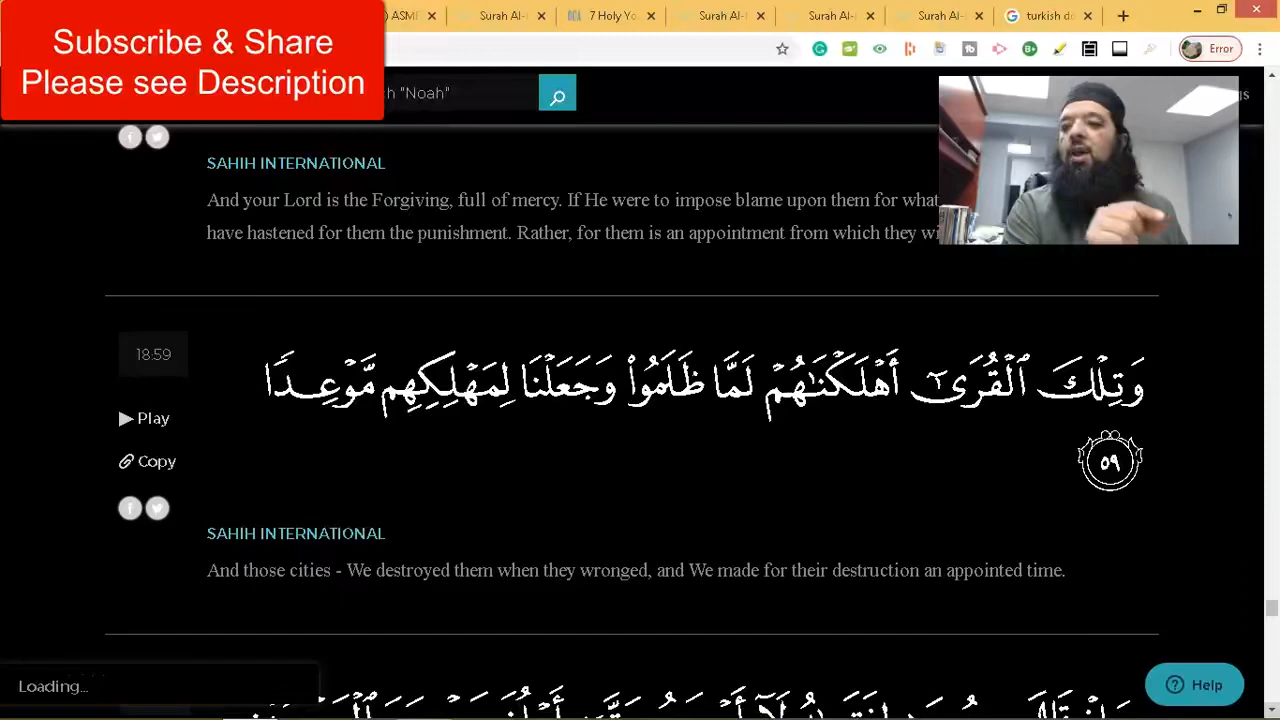 Subscribe & Share
Please see Description
) ASMF
Surah Al-
7 Holy Yo
Surah Al-
Surah Al-
Surah Al-
turkish do
Error
h "Noah"
gs
SAHIH INTERNATIONAL
And your Lord is the Forgiving, full of mercy. If He were to impose blame upon them for what
have hastened for them the punishment. Rather, for them is an appointment from which they wi
18:59
وَتِلْكَ ٱلْقُرَىٰٓ أَهْلَكْنَـٰهُمْ لَمَّا ظَلَمُوا۟ وَجَعَلْنَا لِمَهْلِكِهِم مَّوْعِدًا
٥٩
Play
Copy
SAHIH INTERNATIONAL
And those cities - We destroyed them when they wronged, and We made for their destruction an appointed time.
Loading...
Help